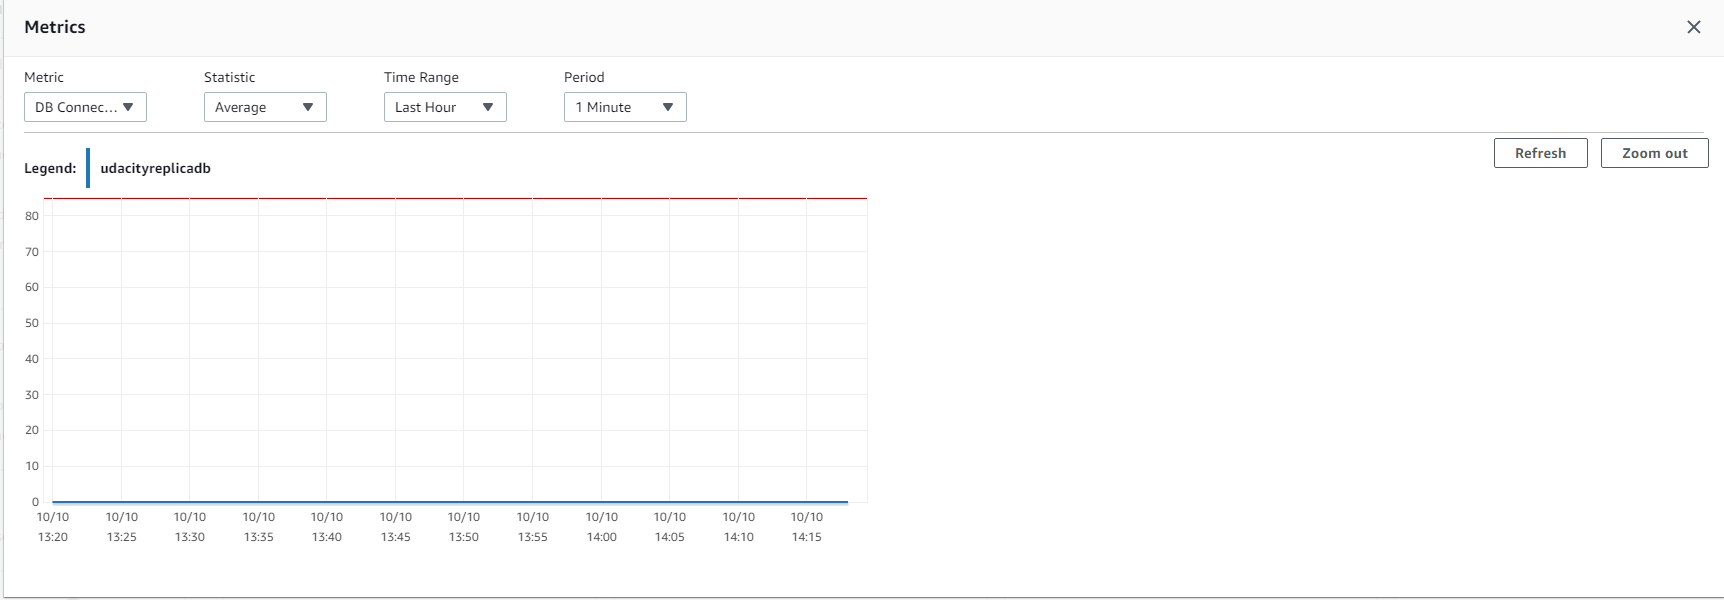 Metrics
Metric Statistic Time Range Period
DB Connec... Average Last Hour 1 Minute
Refresh Zoom out
Legend: udacityreplicadb
80
70
60
50
40
30
20
10
0
10/10 10/10 10/10 10/10 10/10 10/10 10/10 10/10 10/10 10/10 10/10 10/10
13:20 13:25 13:30 13:35 13:40 13:45 13:50 13:55 14:00 14:05 14:10 14:15